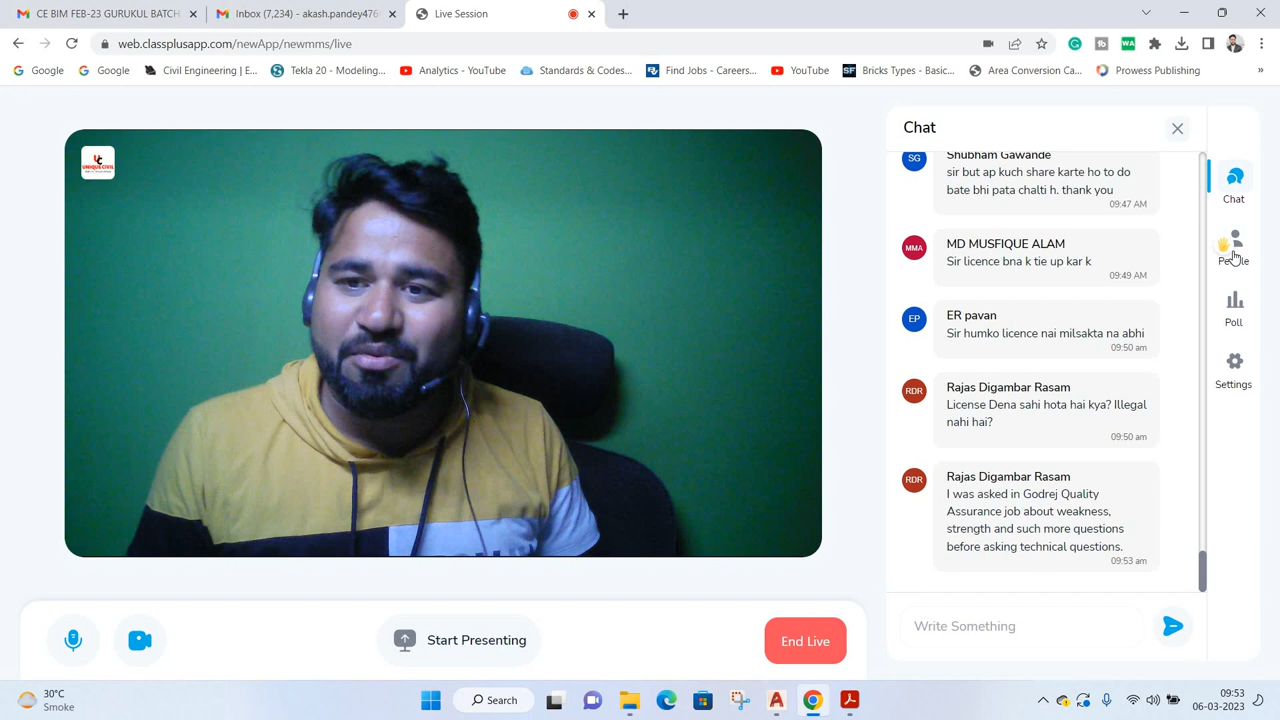 CE BIM FEB-23 GURUKUL BATCH
Inbox (7,234) - akash.pandey476
Live Session
web.classplusapp.com/newApp/newmms/live
Google
Google
Civil Engineering | E...
Tekla 20 - Modeling...
Analytics - YouTube
Standards & Codes...
Find Jobs - Careers...
YouTube
Bricks Types - Basic...
Area Conversion Ca...
Prowess Publishing
UC
UNIQUE CIVIL
Chat
SG
Shubham Gawande
sir but ap kuch share karte ho to do
bate bhi pata chalti h. thank you
09:47 AM
MMA
MD MUSFIQUE ALAM
Sir licence bna k tie up kar k
09:49 AM
EP
ER pavan
Sir humko licence nai milsakta na abhi
09:50 am
RDR
Rajas Digambar Rasam
License Dena sahi hota hai kya? Illegal
nahi hai?
09:50 am
RDR
Rajas Digambar Rasam
I was asked in Godrej Quality
Assurance job about weakness,
strength and such more questions
before asking technical questions.
09:53 am
Write Something
Chat
People
Poll
Settings
Start Presenting
End Live
30°C
Smoke
Search
09:53
06-03-2023